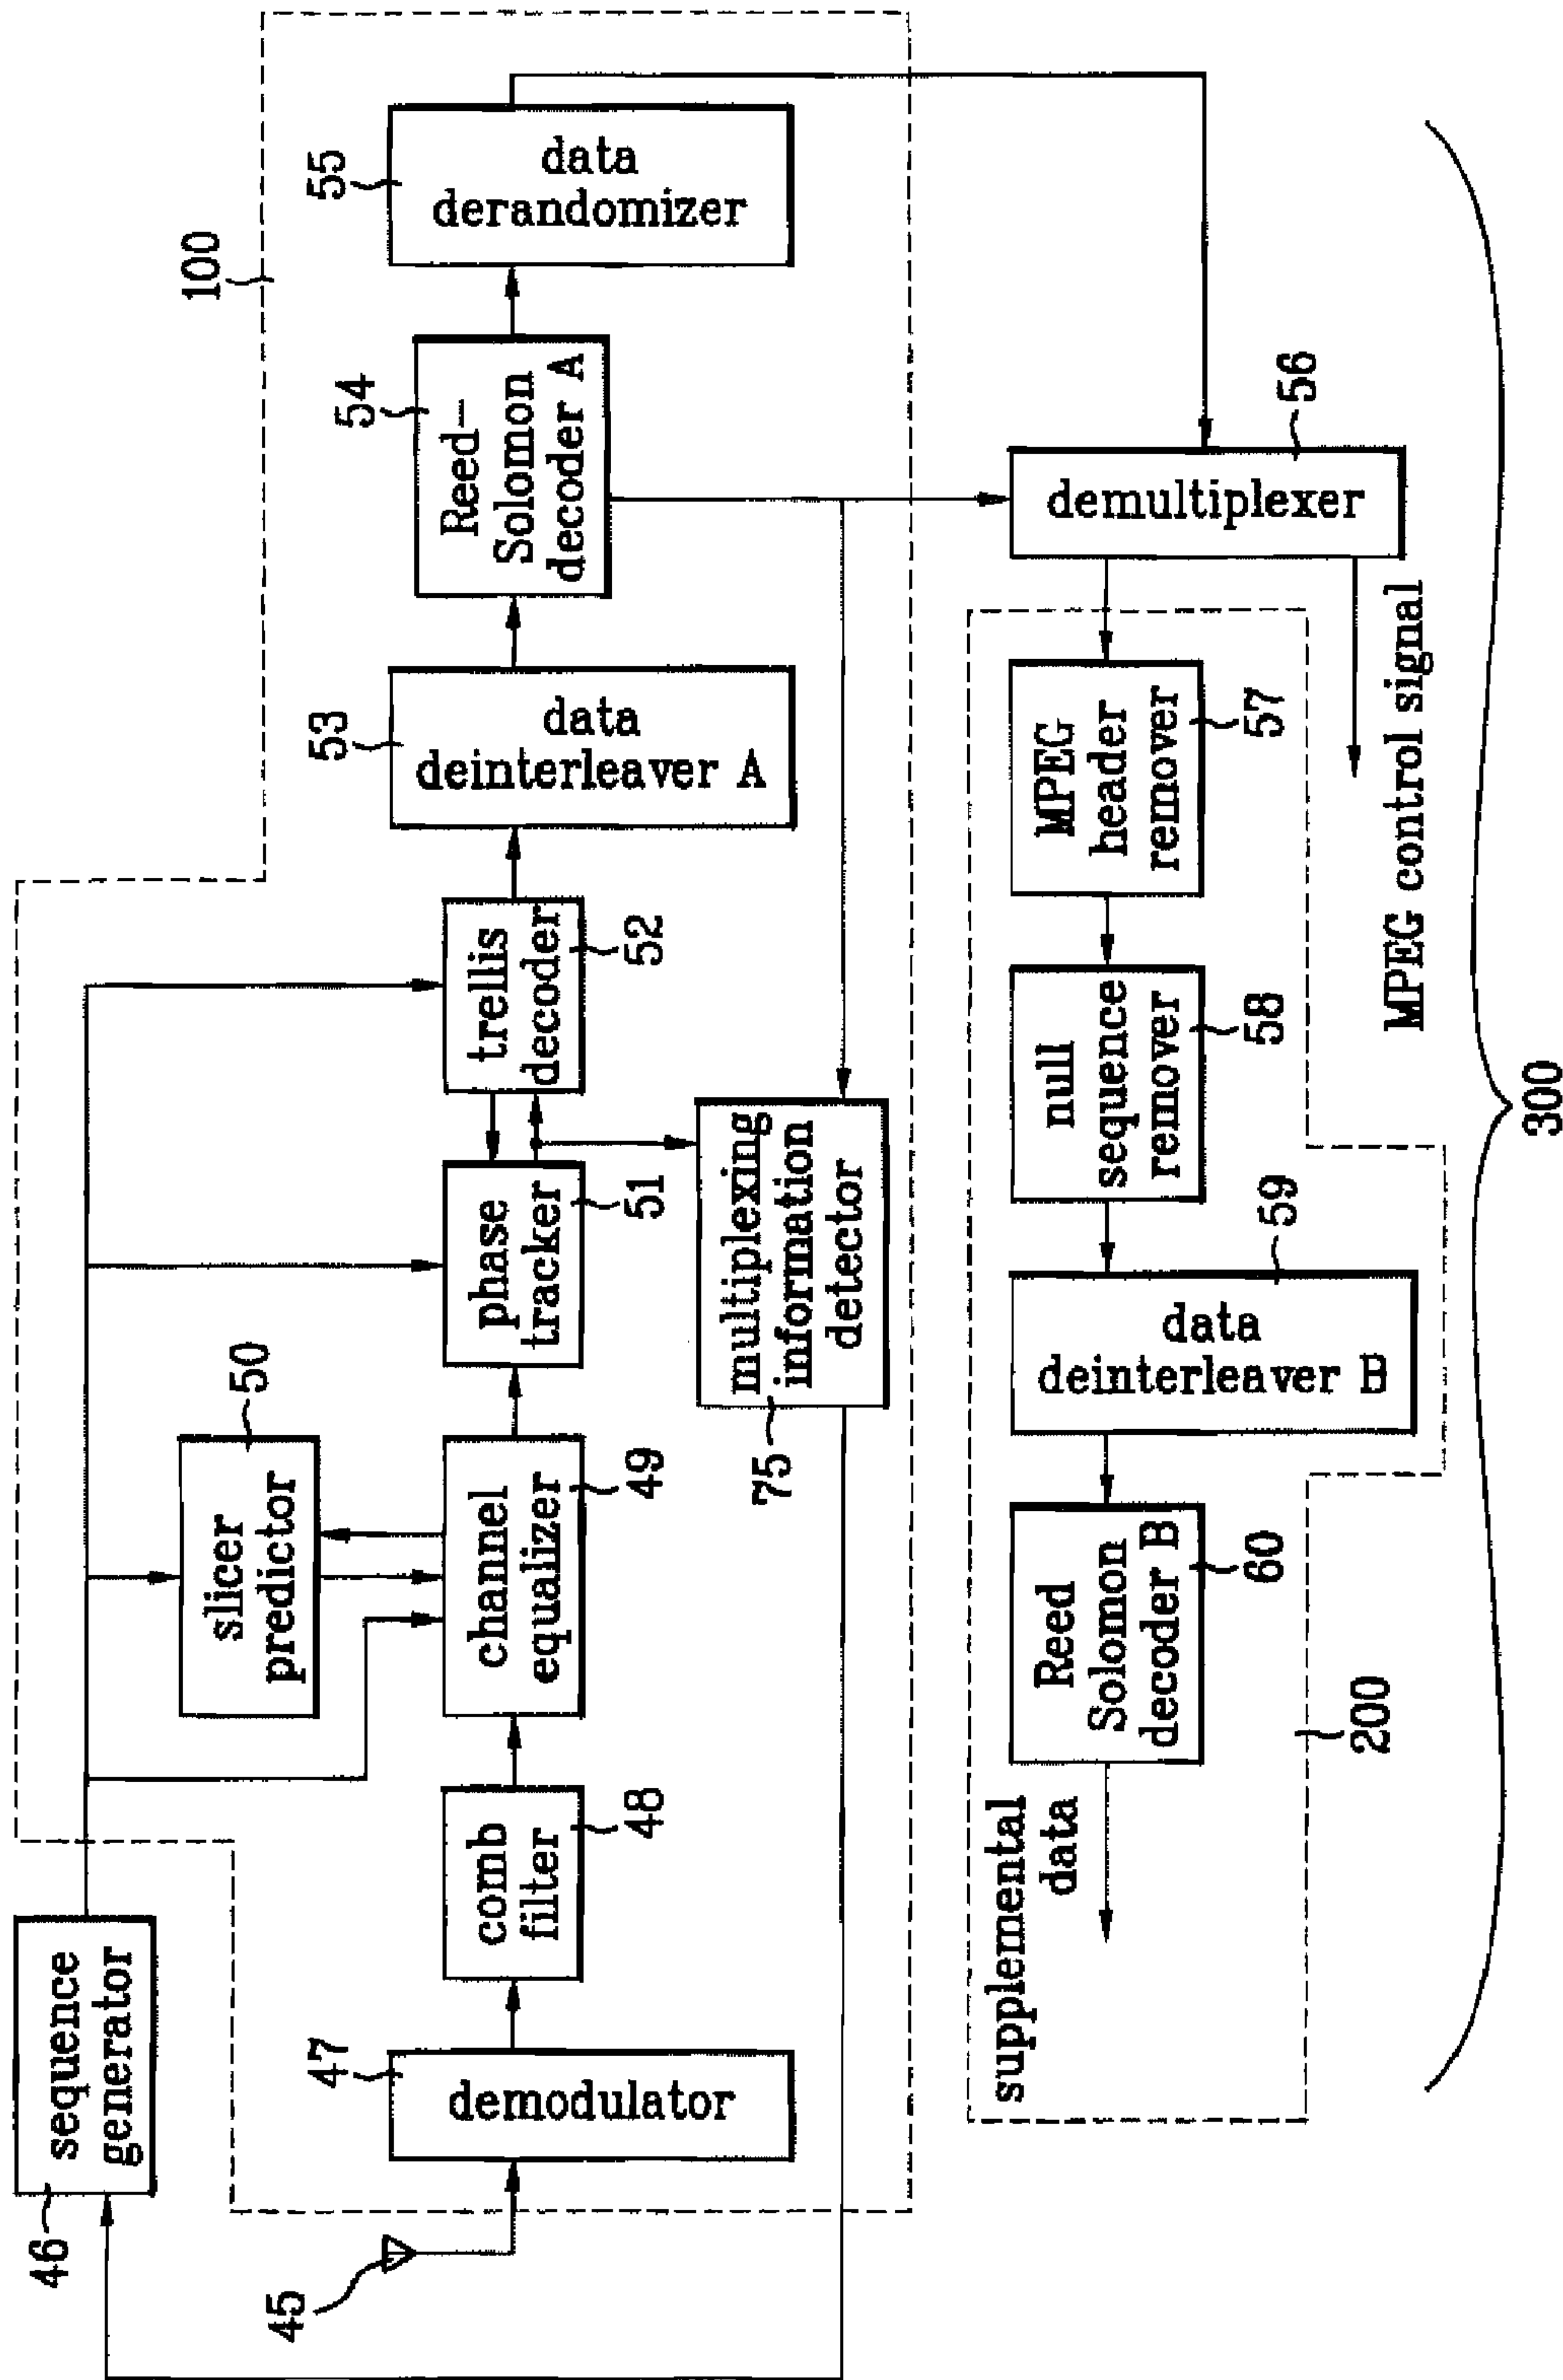 100
46
sequence
generator
50
slicer
predictor
45
47
demodulator
comb
filter
48
channel
equalizer
49
phase
tracker
51
trellis
decoder
52
53
data
deinterleaver A
54
Reed-
Solomon
decoder A
55
data
derandomizer
75
multiplexing
information
detector
demultiplexer
56
MPEG
header
remover
57
null
sequence
remover
58
59
data
deinterleaver B
Reed
Solomon
decoder B
60
supplemental
data
200
MPEG control signal
300